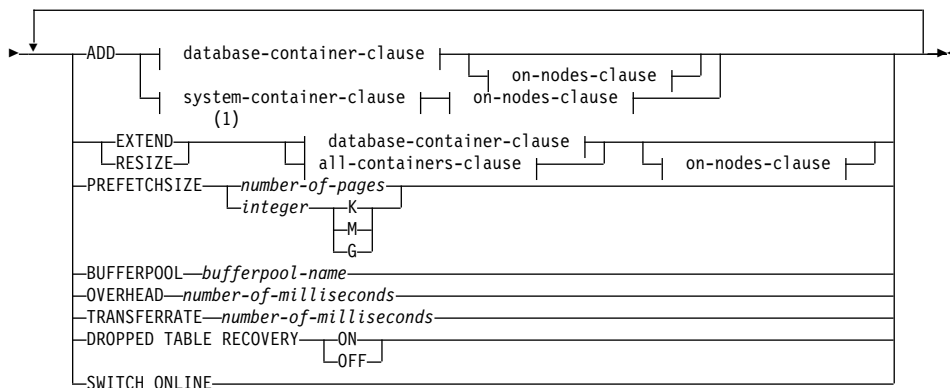 ADD database-container-clause
on-nodes-clause
system-container-clause on-nodes-clause
(1)
EXTEND database-container-clause
RESIZE all-containers-clause on-nodes-clause
PREFETCHSIZE number-of-pages
integer K
M
G
BUFFERPOOL bufferpool-name
OVERHEAD number-of-milliseconds
TRANSFERRATE number-of-milliseconds
DROPPED TABLE RECOVERY ON
OFF
SWITCH ONLINE